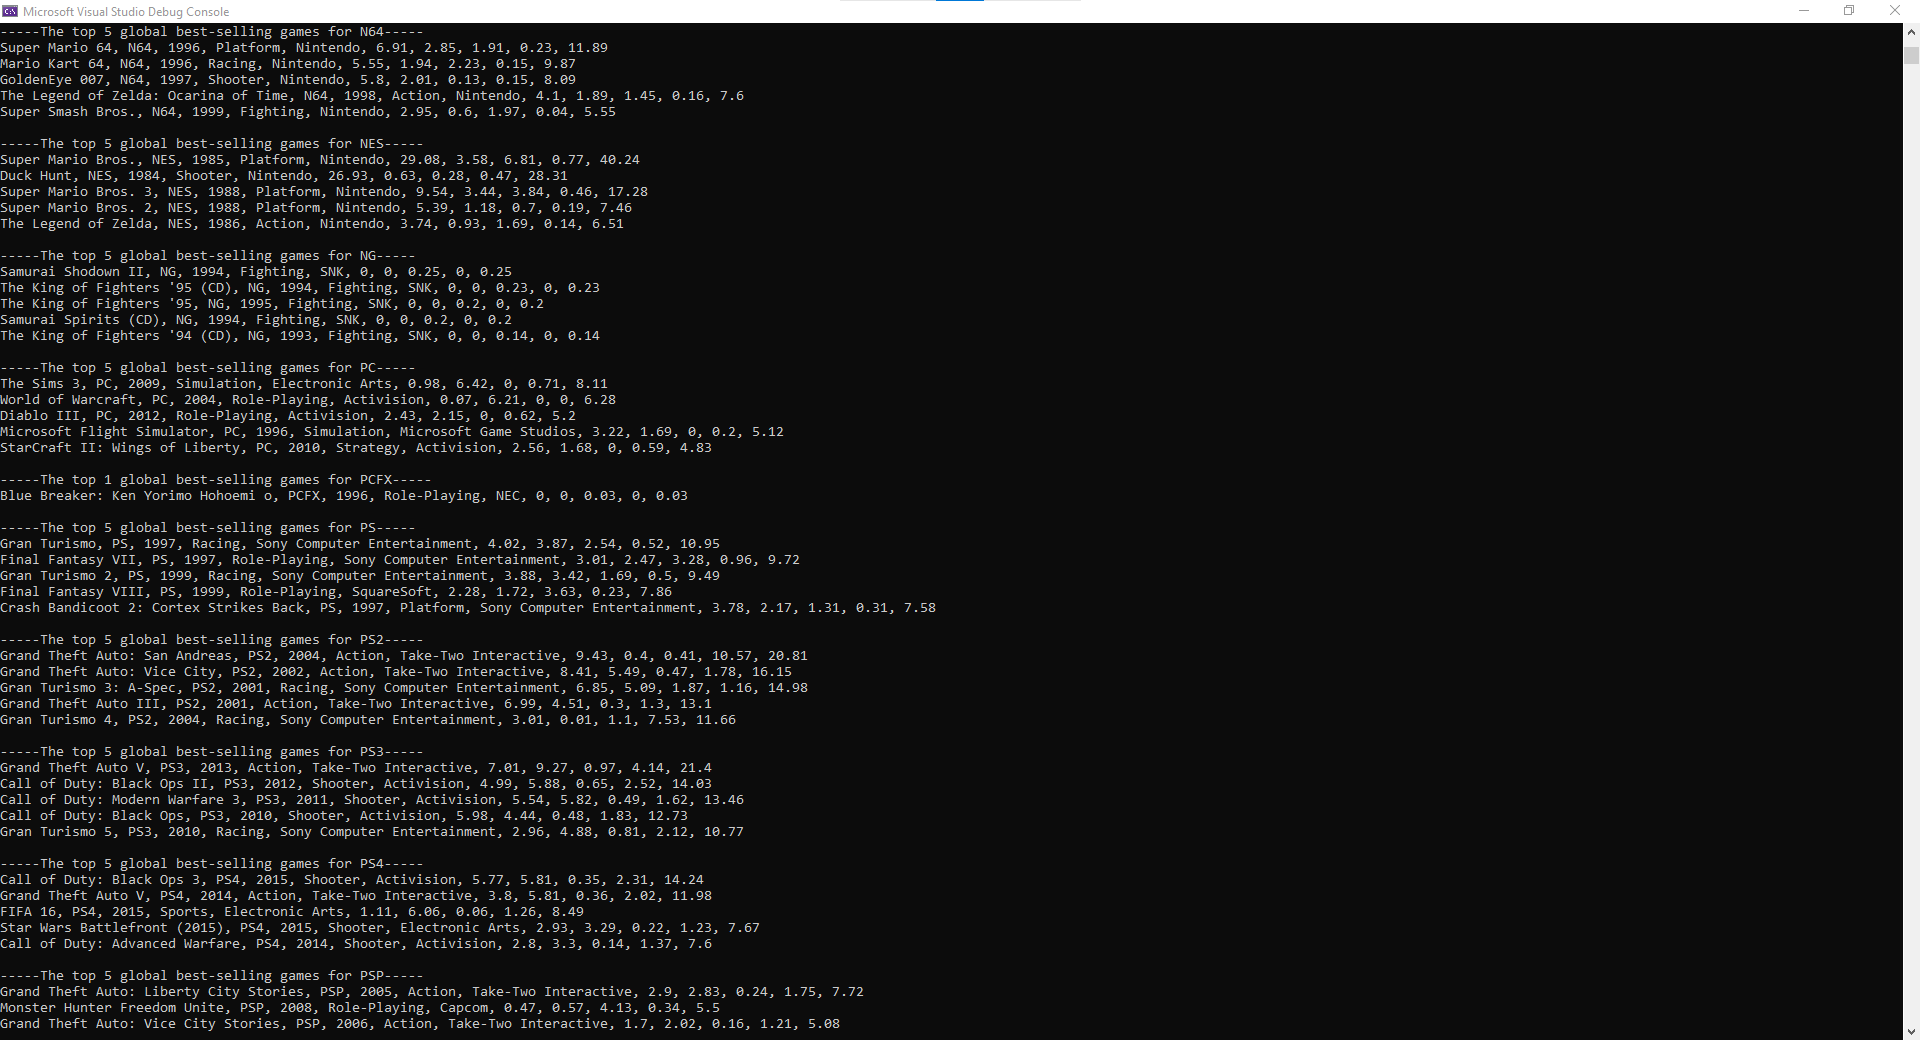 Microsoft Visual Studio Debug Console
-----The top 5 global best-selling games for N64-----
Super Mario 64, N64, 1996, Platform, Nintendo, 6.91, 2.85, 1.91, 0.23, 11.89
Mario Kart 64, N64, 1996, Racing, Nintendo, 5.55, 1.94, 2.23, 0.15, 9.87
GoldenEye 007, N64, 1997, Shooter, Nintendo, 5.8, 2.01, 0.13, 0.15, 8.09
The Legend of Zelda: Ocarina of Time, N64, 1998, Action, Nintendo, 4.1, 1.89, 1.45, 0.16, 7.6
Super Smash Bros., N64, 1999, Fighting, Nintendo, 2.95, 0.6, 1.97, 0.04, 5.55
-----The top 5 global best-selling games for NES-----
Super Mario Bros., NES, 1985, Platform, Nintendo, 29.08, 3.58, 6.81, 0.77, 40.24
Duck Hunt, NES, 1984, Shooter, Nintendo, 26.93, 0.63, 0.28, 0.47, 28.31
Super Mario Bros. 3, NES, 1988, Platform, Nintendo, 9.54, 3.44, 3.84, 0.46, 17.28
Super Mario Bros. 2, NES, 1988, Platform, Nintendo, 5.39, 1.18, 0.7, 0.19, 7.46
The Legend of Zelda, NES, 1986, Action, Nintendo, 3.74, 0.93, 1.69, 0.14, 6.51
-----The top 5 global best-selling games for NG-----
Samurai Shodown II, NG, 1994, Fighting, SNK, 0, 0, 0.25, 0, 0.25
The King of Fighters '95 (CD), NG, 1994, Fighting, SNK, 0, 0, 0.23, 0, 0.23
The King of Fighters '95, NG, 1995, Fighting, SNK, 0, 0, 0.2, 0, 0.2
Samurai Spirits (CD), NG, 1994, Fighting, SNK, 0, 0, 0.2, 0, 0.2
The King of Fighters '94 (CD), NG, 1993, Fighting, SNK, 0, 0, 0.14, 0, 0.14
-----The top 5 global best-selling games for PC-----
The Sims 3, PC, 2009, Simulation, Electronic Arts, 0.98, 6.42, 0, 0.71, 8.11
World of Warcraft, PC, 2004, Role-Playing, Activision, 0.07, 6.21, 0, 0, 6.28
Diablo III, PC, 2012, Role-Playing, Activision, 2.43, 2.15, 0, 0.62, 5.2
Microsoft Flight Simulator, PC, 1996, Simulation, Microsoft Game Studios, 3.22, 1.69, 0, 0.2, 5.12
StarCraft II: Wings of Liberty, PC, 2010, Strategy, Activision, 2.56, 1.68, 0, 0.59, 4.83
-----The top 1 global best-selling games for PCFX-----
Blue Breaker: Ken Yorimo Hohoemi o, PCFX, 1996, Role-Playing, NEC, 0, 0, 0.03, 0, 0.03
-----The top 5 global best-selling games for PS-----
Gran Turismo, PS, 1997, Racing, Sony Computer Entertainment, 4.02, 3.87, 2.54, 0.52, 10.95
Final Fantasy VII, PS, 1997, Role-Playing, Sony Computer Entertainment, 3.01, 2.47, 3.28, 0.96, 9.72
Gran Turismo 2, PS, 1999, Racing, Sony Computer Entertainment, 3.88, 3.42, 1.69, 0.5, 9.49
Final Fantasy VIII, PS, 1999, Role-Playing, SquareSoft, 2.28, 1.72, 3.63, 0.23, 7.86
Crash Bandicoot 2: Cortex Strikes Back, PS, 1997, Platform, Sony Computer Entertainment, 3.78, 2.17, 1.31, 0.31, 7.58
-----The top 5 global best-selling games for PS2-----
Grand Theft Auto: San Andreas, PS2, 2004, Action, Take-Two Interactive, 9.43, 0.4, 0.41, 10.57, 20.81
Grand Theft Auto: Vice City, PS2, 2002, Action, Take-Two Interactive, 8.41, 5.49, 0.47, 1.78, 16.15
Gran Turismo 3: A-Spec, PS2, 2001, Racing, Sony Computer Entertainment, 6.85, 5.09, 1.87, 1.16, 14.98
Grand Theft Auto III, PS2, 2001, Action, Take-Two Interactive, 6.99, 4.51, 0.3, 1.3, 13.1
Gran Turismo 4, PS2, 2004, Racing, Sony Computer Entertainment, 3.01, 0.01, 1.1, 7.53, 11.66
-----The top 5 global best-selling games for PS3-----
Grand Theft Auto V, PS3, 2013, Action, Take-Two Interactive, 7.01, 9.27, 0.97, 4.14, 21.4
Call of Duty: Black Ops II, PS3, 2012, Shooter, Activision, 4.99, 5.88, 0.65, 2.52, 14.03
Call of Duty: Modern Warfare 3, PS3, 2011, Shooter, Activision, 5.54, 5.82, 0.49, 1.62, 13.46
Call of Duty: Black Ops, PS3, 2010, Shooter, Activision, 5.98, 4.44, 0.48, 1.83, 12.73
Gran Turismo 5, PS3, 2010, Racing, Sony Computer Entertainment, 2.96, 4.88, 0.81, 2.12, 10.77
-----The top 5 global best-selling games for PS4-----
Call of Duty: Black Ops 3, PS4, 2015, Shooter, Activision, 5.77, 5.81, 0.35, 2.31, 14.24
Grand Theft Auto V, PS4, 2014, Action, Take-Two Interactive, 3.8, 5.81, 0.36, 2.02, 11.98
FIFA 16, PS4, 2015, Sports, Electronic Arts, 1.11, 6.06, 0.06, 1.26, 8.49
Star Wars Battlefront (2015), PS4, 2015, Shooter, Electronic Arts, 2.93, 3.29, 0.22, 1.23, 7.67
Call of Duty: Advanced Warfare, PS4, 2014, Shooter, Activision, 2.8, 3.3, 0.14, 1.37, 7.6
-----The top 5 global best-selling games for PSP-----
Grand Theft Auto: Liberty City Stories, PSP, 2005, Action, Take-Two Interactive, 2.9, 2.83, 0.24, 1.75, 7.72
Monster Hunter Freedom Unite, PSP, 2008, Role-Playing, Capcom, 0.47, 0.57, 4.13, 0.34, 5.5
Grand Theft Auto: Vice City Stories, PSP, 2006, Action, Take-Two Interactive, 1.7, 2.02, 0.16, 1.21, 5.08